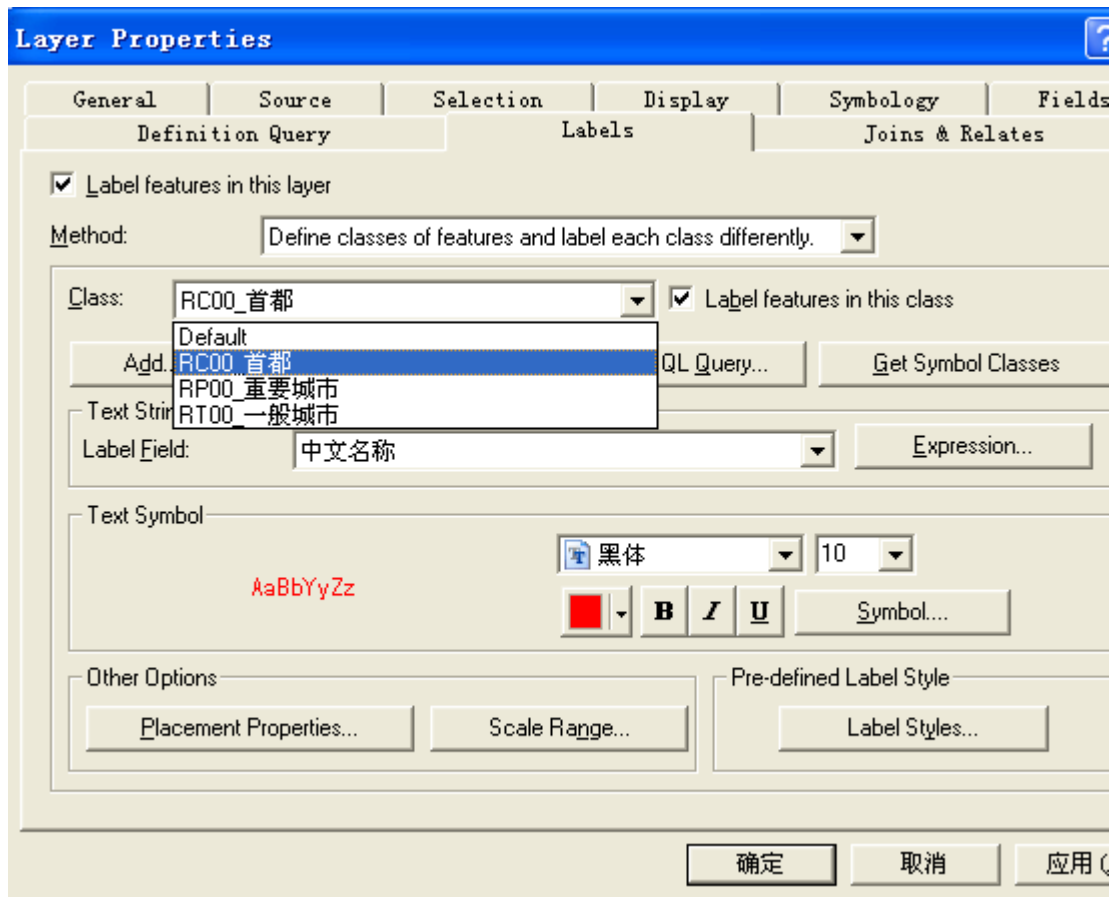 Layer Properties
?
General Source Selection Display Symbology Fields
Definition Query Labels Joins & Relates
Label features in this layer
Method: Define classes of features and label each class differently.
Class: RC00_首都 Label features in this class
Default
Add.. RC00_首都 QL Query... Get Symbol Classes
RP00_重要城市
Text Strin RT00_一般城市
Label Field: 中文名称 Expression...
Text Symbol
AaBbYyZz 黑体 10
B I U Symbol....
Other Options Pre-defined Label Style
Placement Properties... Scale Range... Label Styles...
确定 取消 应用 (